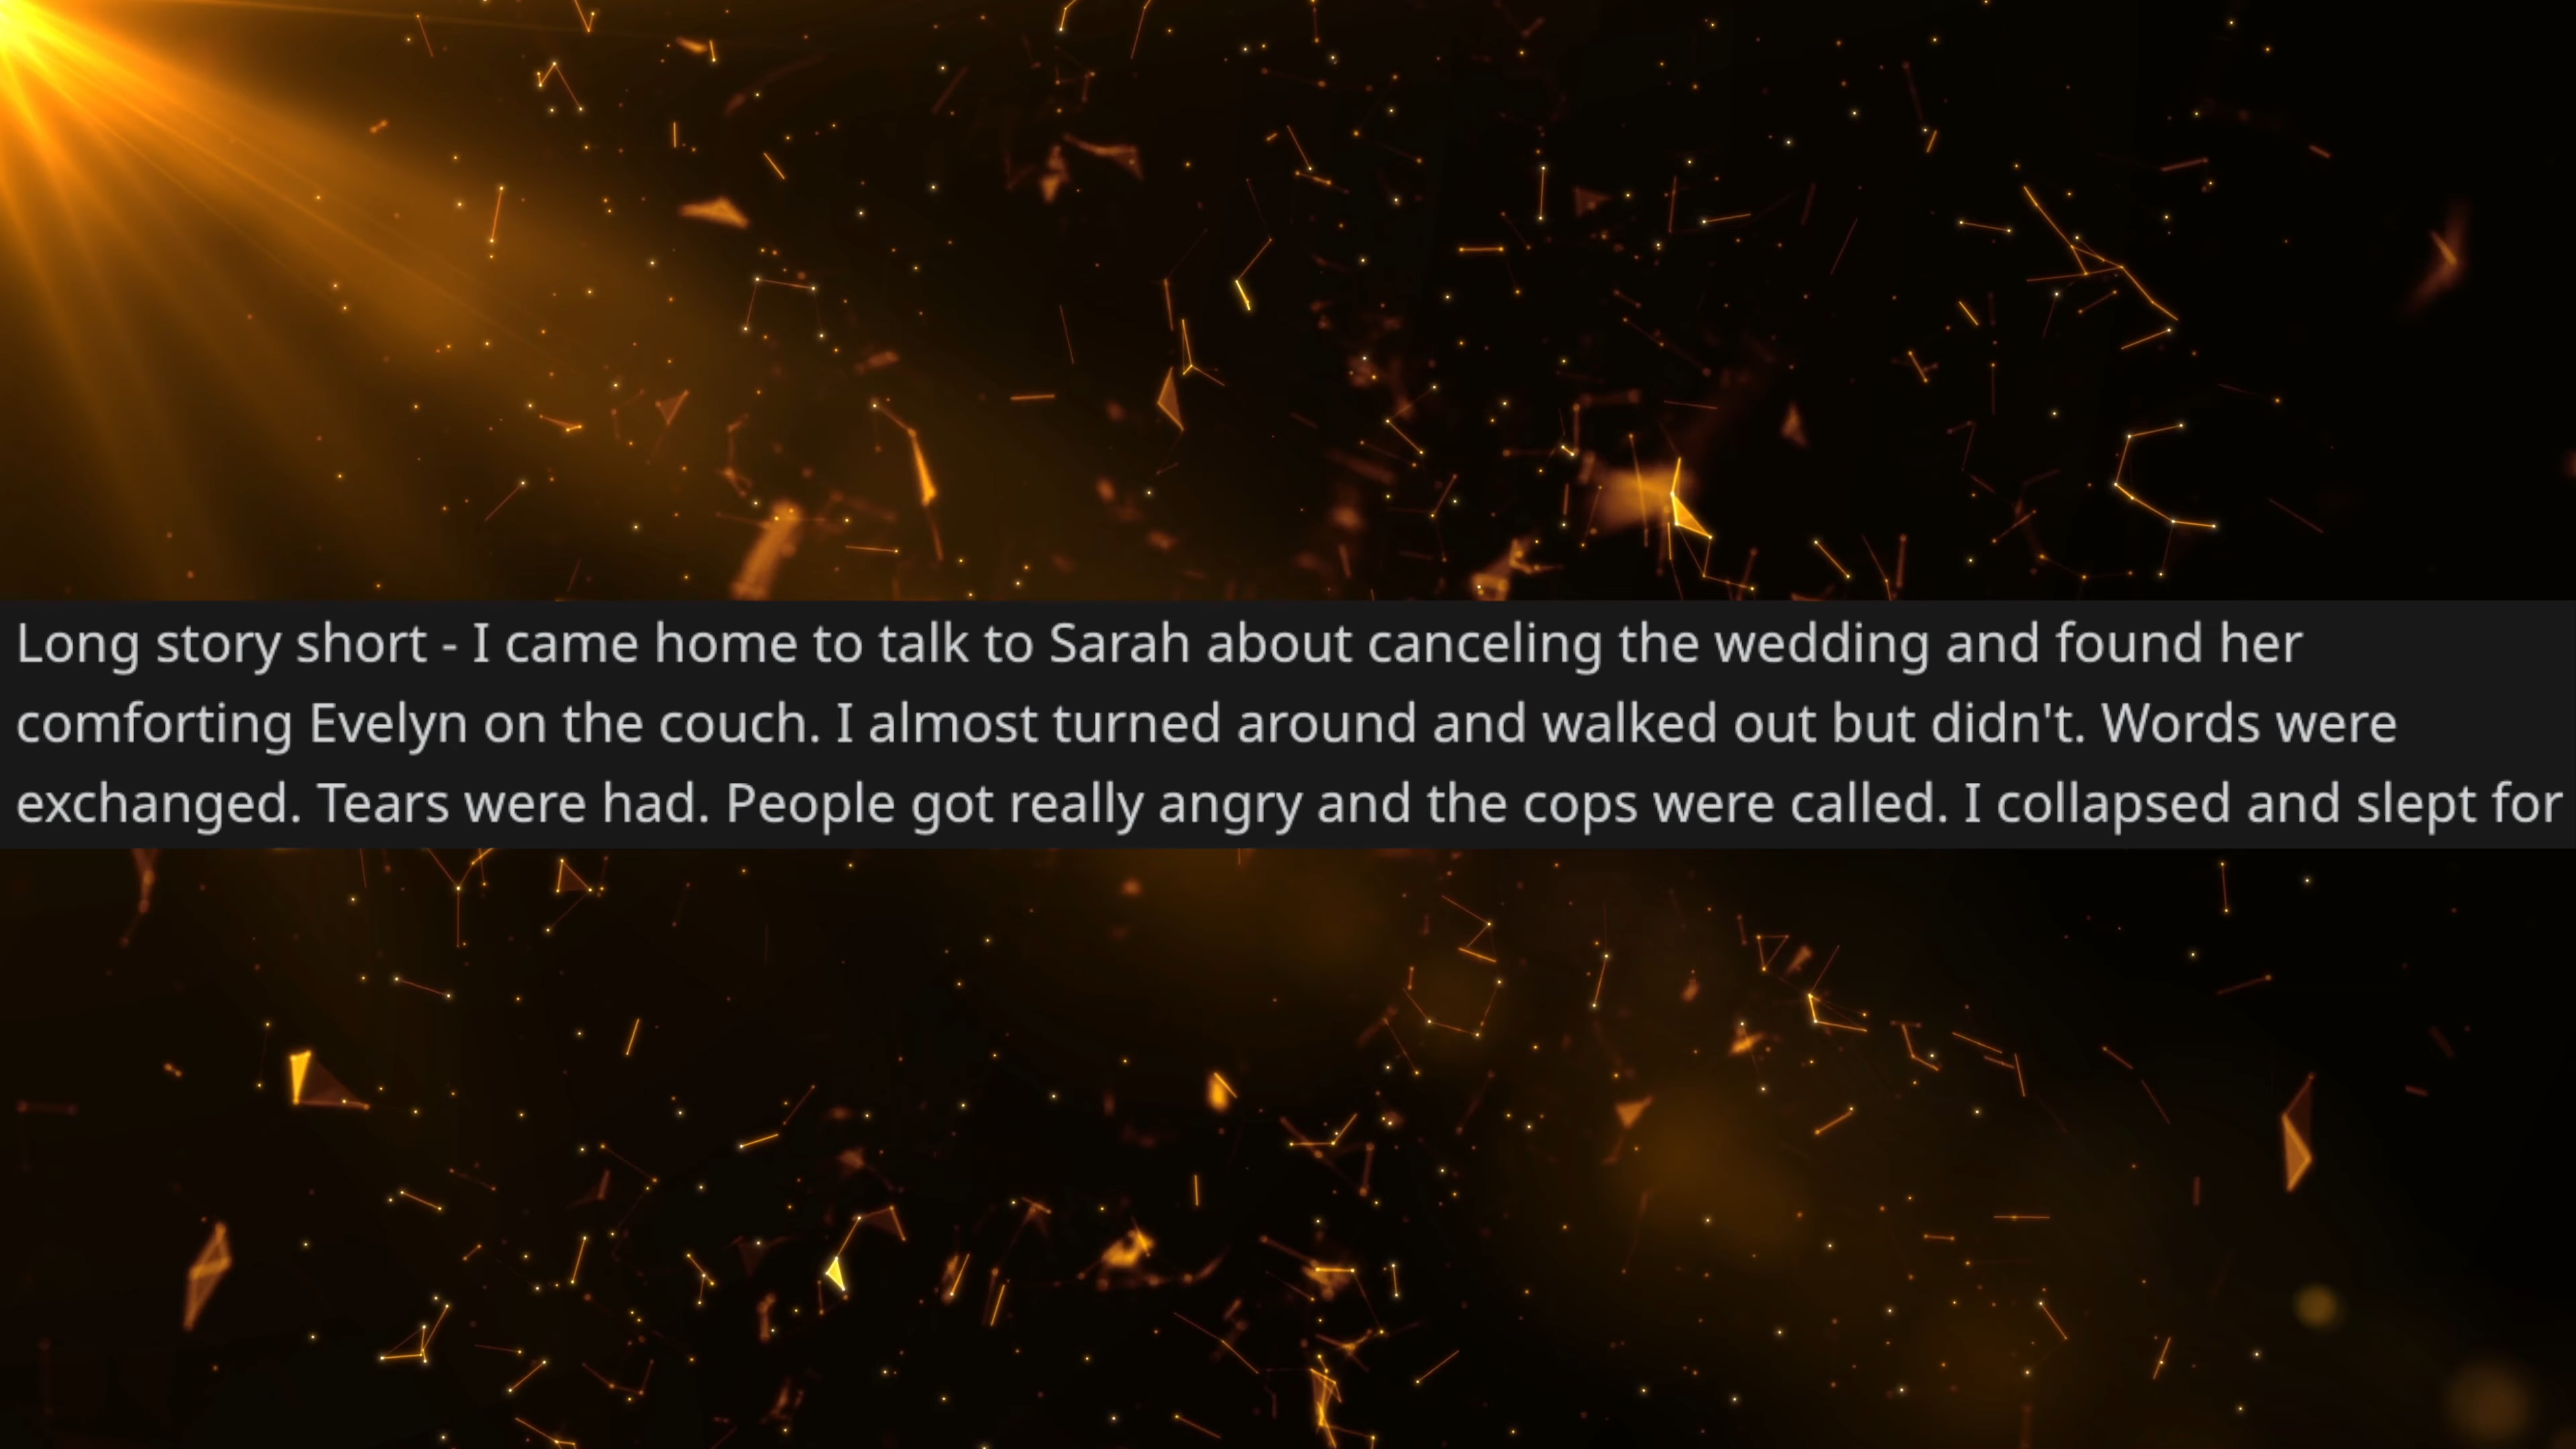 Long story short - I came home to talk to Sarah about canceling the wedding and found her
comforting Evelyn on the couch. I almost turned around and walked out but didn't. Words were
exchanged. Tears were had. People got really angry and the cops were called. I collapsed and slept for